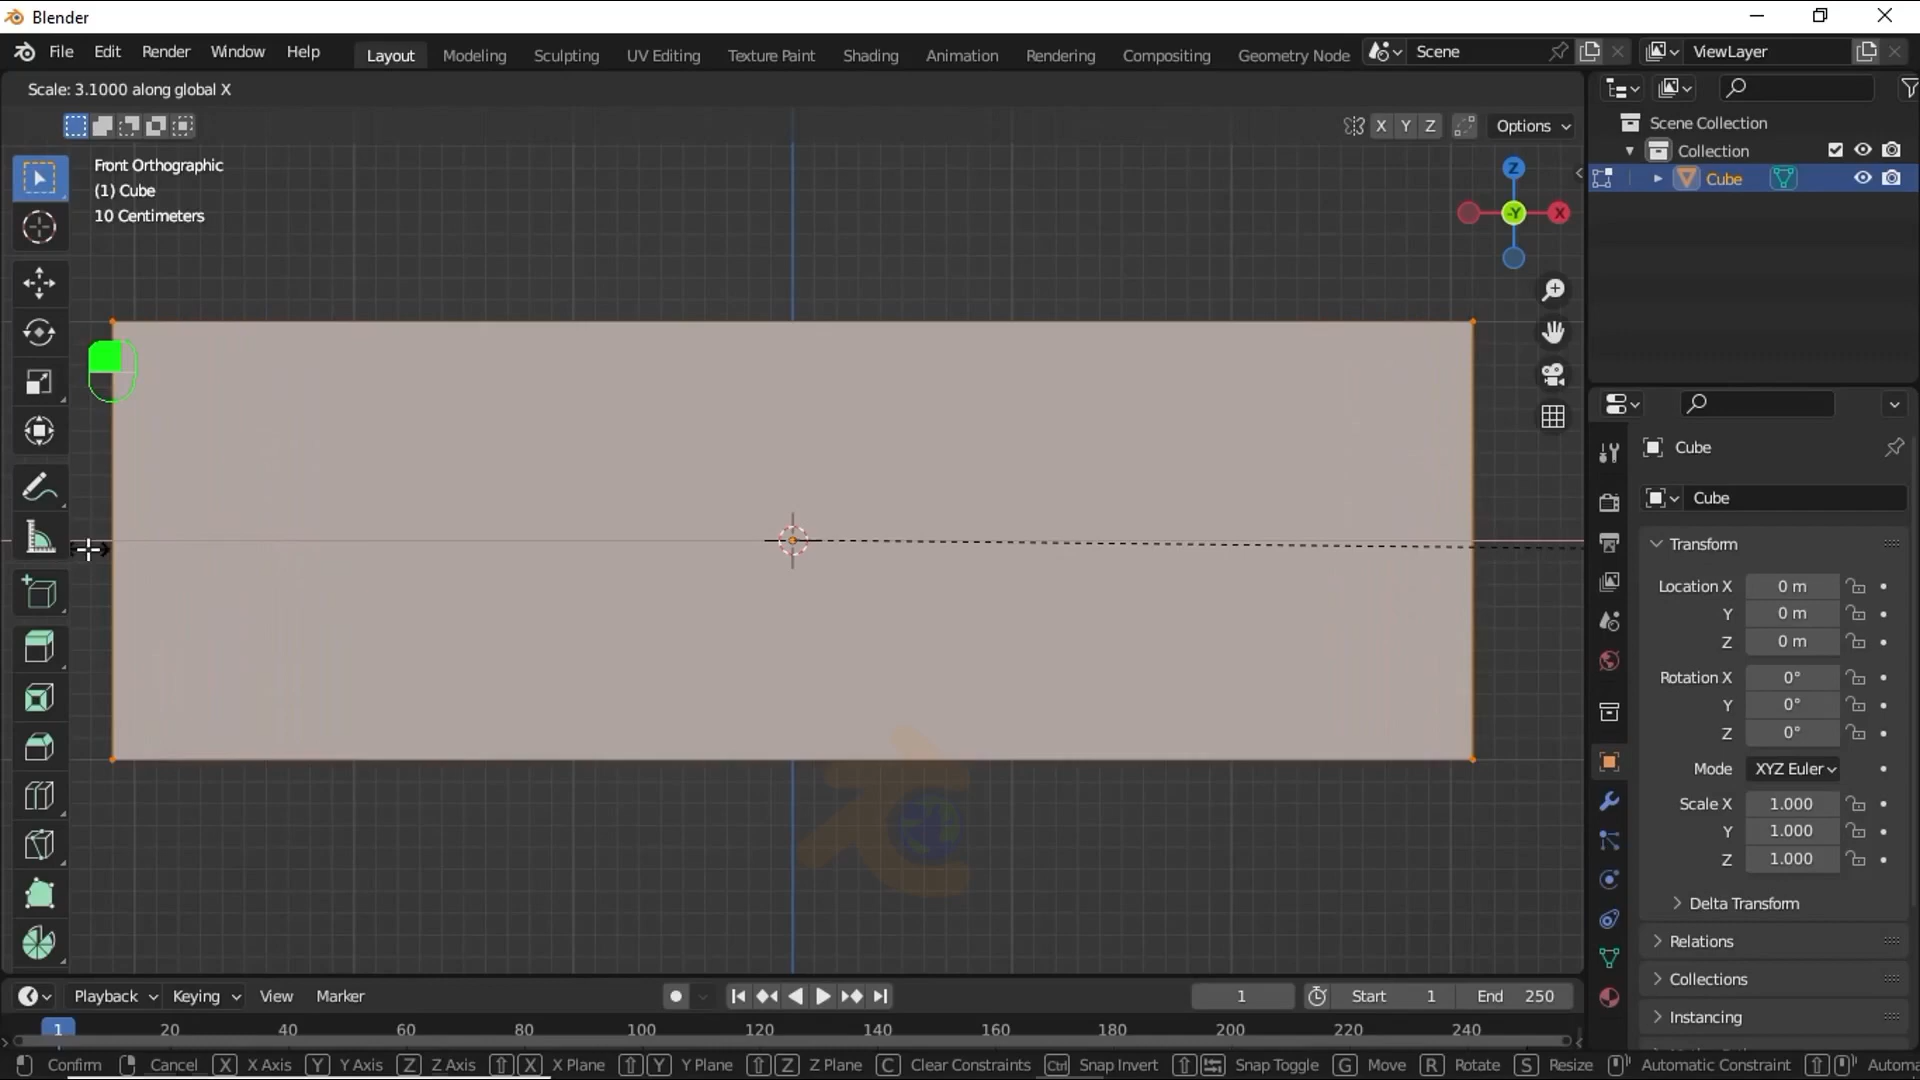 Blender
File Edit Render Window Help Layout Modeling Sculpting UV Editing Texture Paint Shading Animation Rendering Compositing Geometry Node Scene ViewLayer
Scale: 3.1000 along global X
X Y Z Options
Front Orthographic
(1) Cube
10 Centimeters
Z
-Y X
Scene Collection
Collection
Cube
Cube
Cube
Transform
Location X 0 m
Y 0 m
Z 0 m
Rotation X 0°
Y 0°
Z 0°
Mode XYZ Euler
Scale X 1.000
Y 1.000
Z 1.000
Delta Transform
Relations
Collections
Instancing
Playback Keying View Marker 1 Start 1 End 250
1 20 40 60 80 100 120 140 160 180 200 220 240
Confirm Cancel X X Axis Y Y Axis Z Z Axis X X Plane Y Y Plane Z Z Plane C Clear Constraints Ctrl Snap Invert Snap Toggle G Move R Rotate S Resize Automatic Constraint Automa